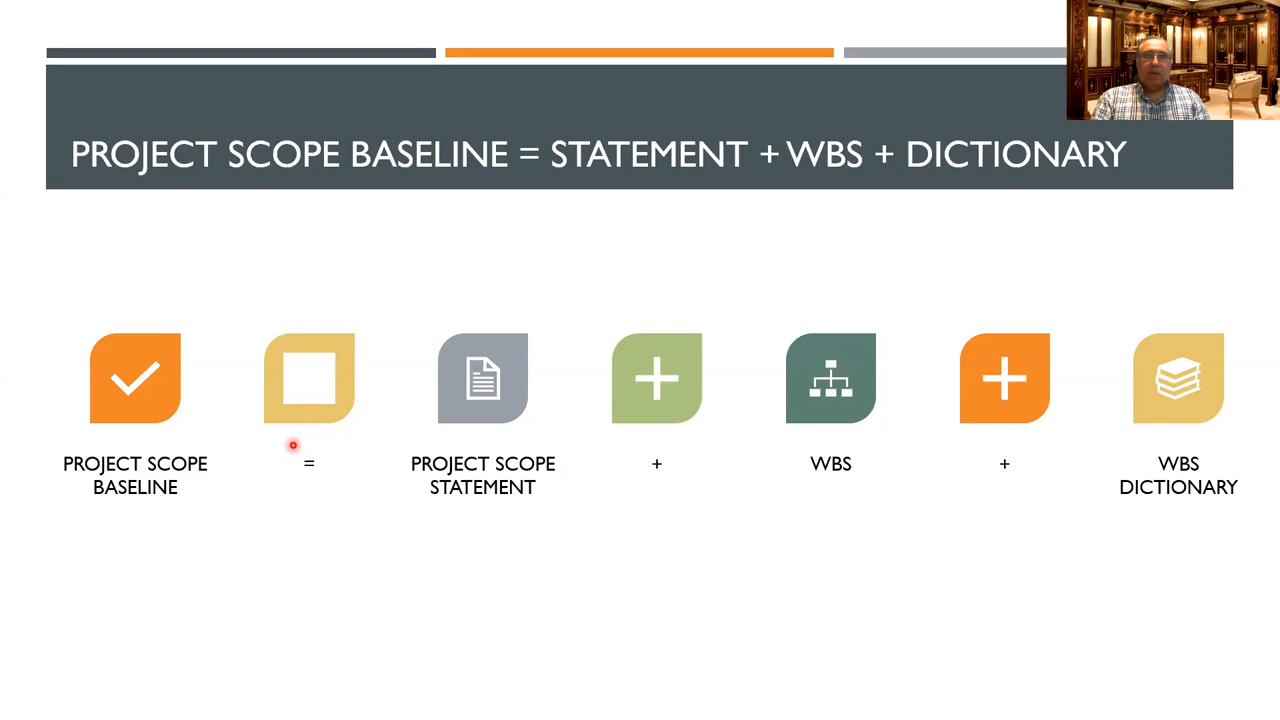 PROJECT SCOPE BASELINE = STATEMENT + WBS + DICTIONARY
PROJECT SCOPE
BASELINE
=
PROJECT SCOPE
STATEMENT
+
WBS
+
WBS
DICTIONARY